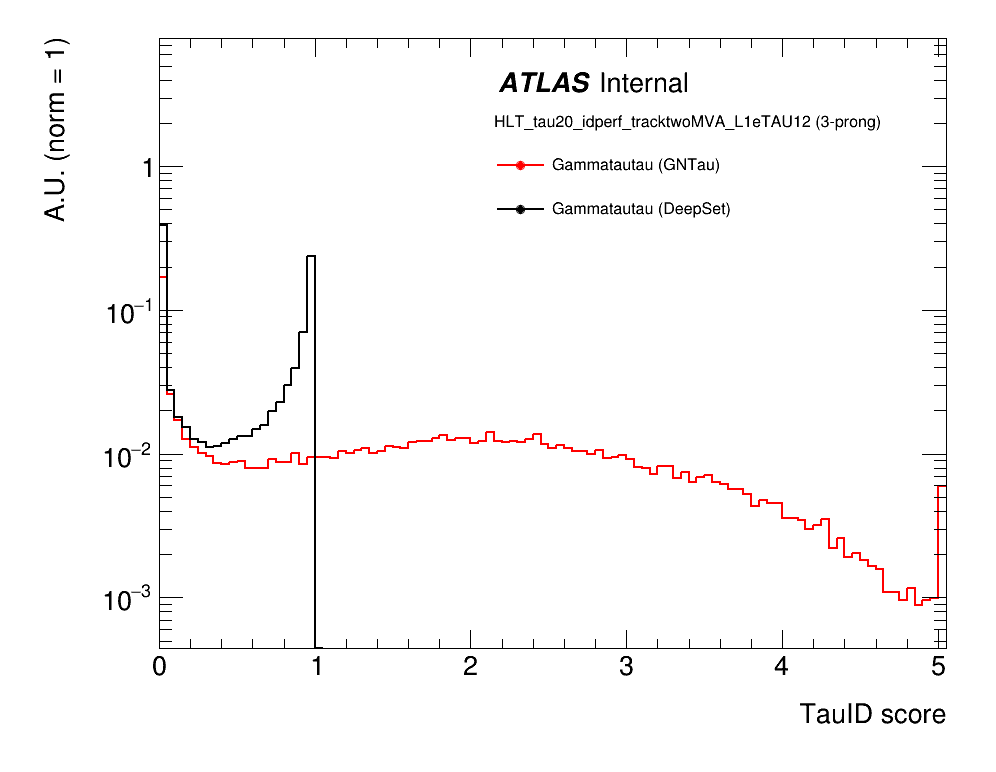 A.U. (norm = 1)
ATLAS Internal
HLT_tau20_idperf_tracktwoMVA_L1eTAU12 (3-prong)
Gammatautau (GNTau)
Gammatautau (DeepSet)
1
10⁻¹
10⁻²
10⁻³
0 1 2 3 4 5
TauID score